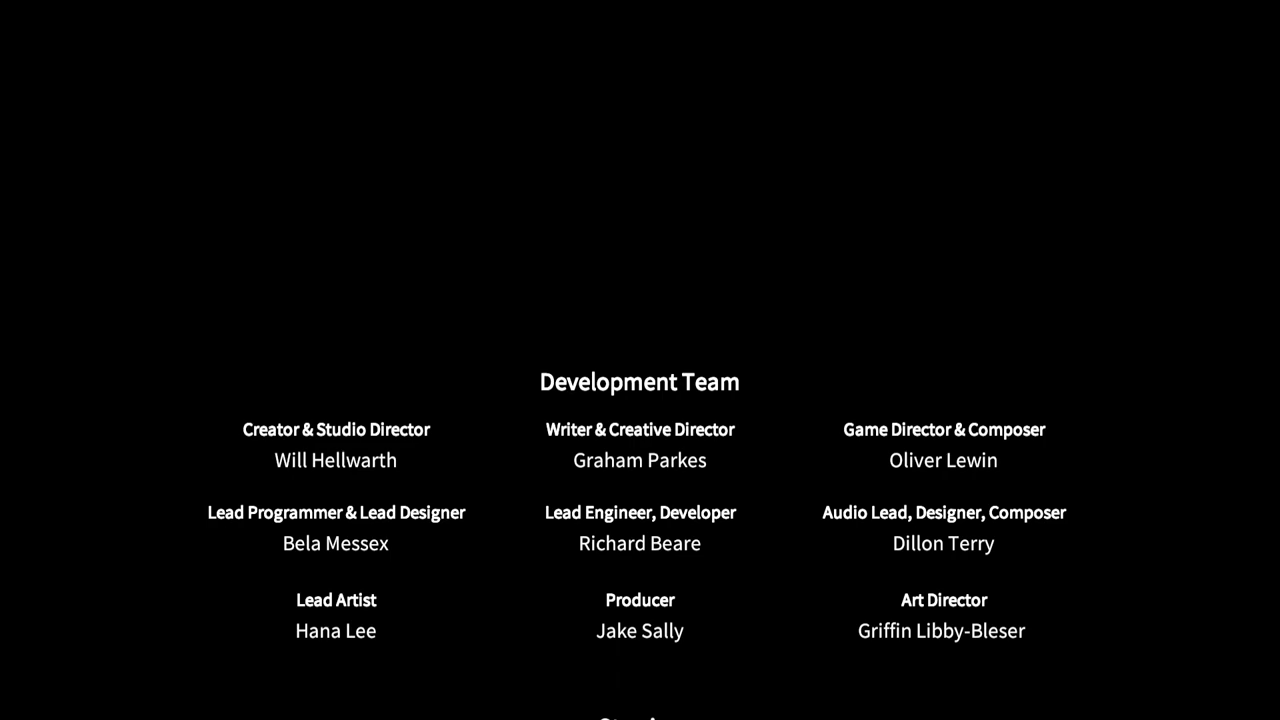 Development Team
Creator & Studio Director
Will Hellwarth
Writer & Creative Director
Graham Parkes
Game Director & Composer
Oliver Lewin
Lead Programmer & Lead Designer
Bela Messex
Lead Engineer, Developer
Richard Beare
Audio Lead, Designer, Composer
Dillon Terry
Lead Artist
Hana Lee
Producer
Jake Sally
Art Director
Griffin Libby-Bleser